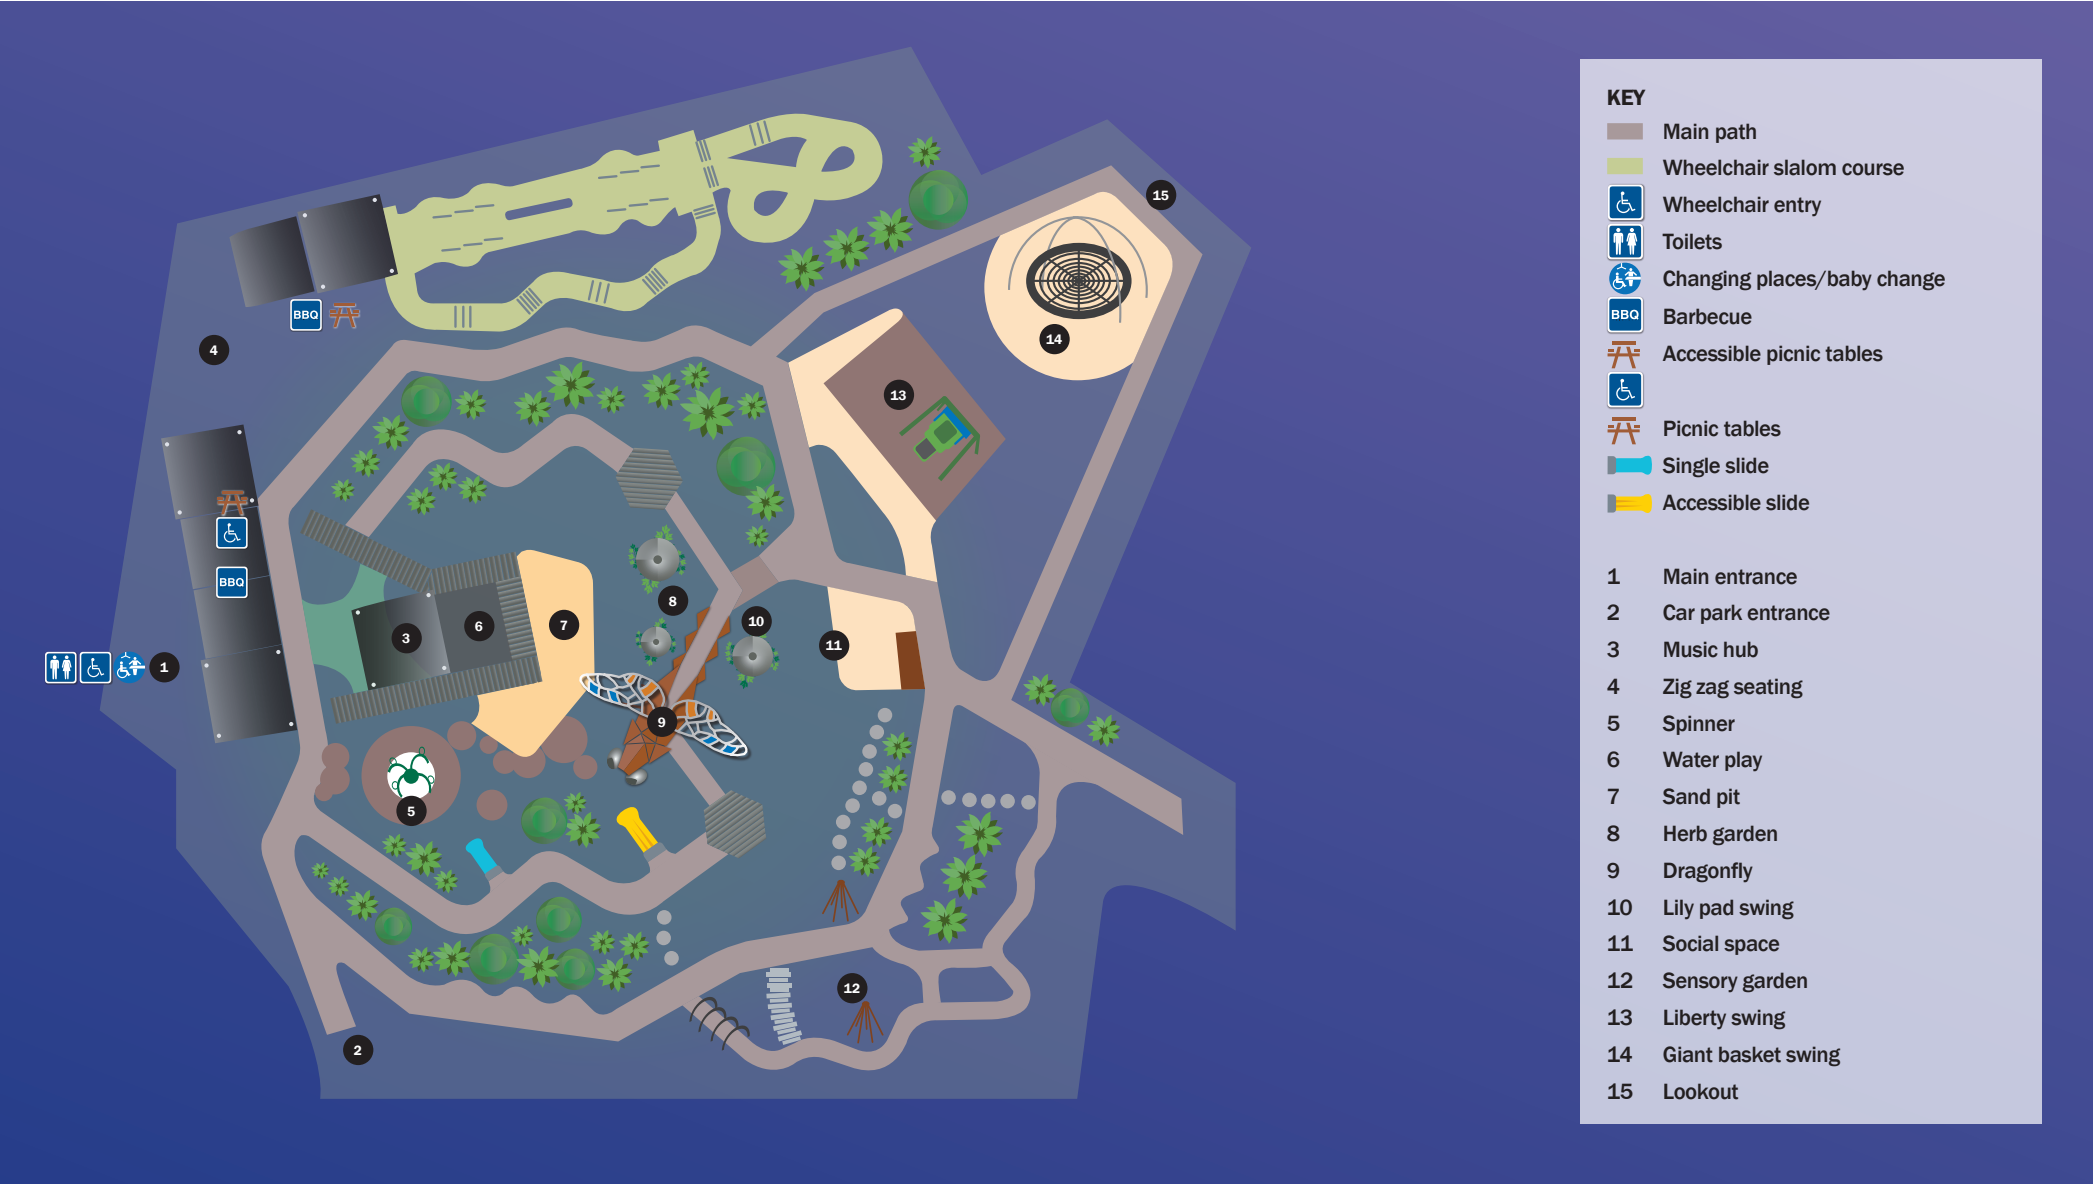 15
BBQ
14
4
13
8
10
6
7
3
11
BBQ
1
9
5
12
2
KEY
Main path
Wheelchair slalom course
Wheelchair entry
Toilets
Changing places/baby change
BBQ Barbecue
Accessible picnic tables
Picnic tables
Single slide
Accessible slide
1 Main entrance
2 Car park entrance
3 Music hub
4 Zig zag seating
5 Spinner
6 Water play
7 Sand pit
8 Herb garden
9 Dragonfly
10 Lily pad swing
11 Social space
12 Sensory garden
13 Liberty swing
14 Giant basket swing
15 Lookout